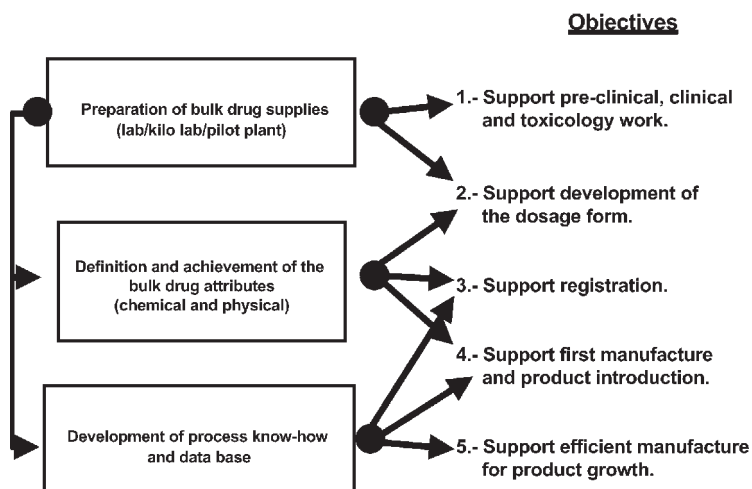 Objectives
Preparation of bulk drug supplies
(lab/kilo lab/pilot plant)
1.- Support pre-clinical, clinical
and toxicology work.
2.- Support development of
the dosage form.
Definition and achievement of the
bulk drug attributes
(chemical and physical)
3.- Support registration.
4.- Support first manufacture
and product introduction.
Development of process know-how
and data base
5.- Support efficient manufacture
for product growth.